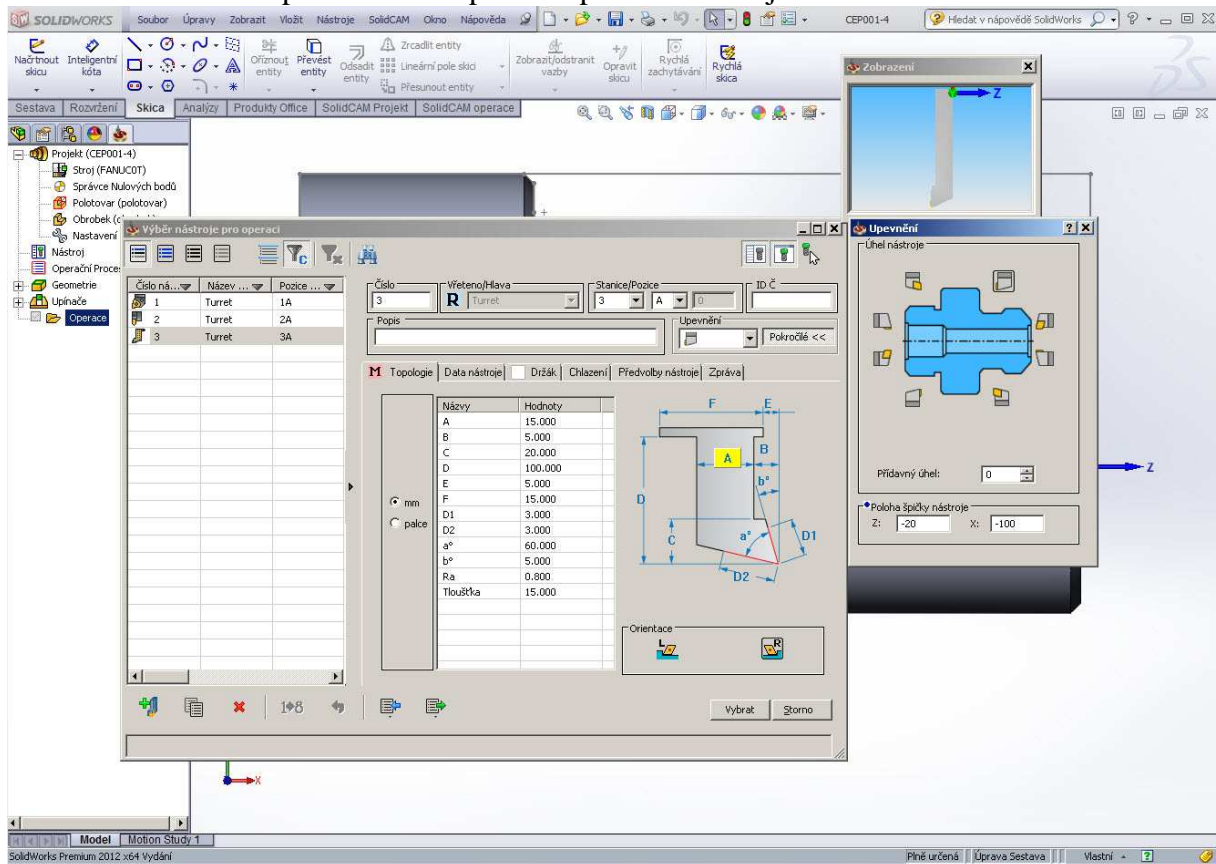 SOLIDWORKS Soubor Úpravy Zobrazit Vložit Nástroje SolidCAM Okno Nápověda CEP001-4 Hledat v nápovědě SolidWorks
Načrtnout skicu
Inteligentní kóta
Oříznout entity
Převést entity
Odsadit entity
Zrcadlit entity
Lineární pole skici
Přesunout entity
Zobrazit/odstranit vazby
Opravit skicu
Rychlá zachytávání
Rychlá skica
Sestava Rozvržení Skica Analýzy Produkty Office SolidCAM Projekt SolidCAM operace
Projekt (CEP001-4)
Stroj (FANUC0T)
Správce Nulových bodů
Polotovar (polotovar)
Obrobek
Nastavení
Nástroj
Operační Proce
Geometrie
Upínače
Operace
Zobrazení
Z
Výběr nástroje pro operaci
Číslo ná... Název ... Pozice ...
1 Turret 1A
2 Turret 2A
3 Turret 3A
Číslo
3
Vřeteno/Hlava
R Turret
Stanice/Pozice
3 A 0
ID Č
Popis
Upevnění
Pokročilé <<
M Topologie Data nástroje Držák Chlazení Předvolby nástroje Zpráva
mm
palce
Názvy Hodnoty
A 15.000
B 5.000
C 20.000
D 100.000
E 5.000
F 15.000
D1 3.000
D2 3.000
a° 60.000
b° 5.000
Ra 0.800
Tloušťka 15.000
F E
A B
b°
D
C a° D1
D2
Orientace
L R
1 8
Vybrat Storno
Upevnění
Úhel nástroje
Přídavný úhel: 0
Poloha špičky nástroje
Z: -20 X: -100
Z
X
Model Motion Study 1
SolidWorks Premium 2012 x64 Vydání Plně určená Úprava Sestava Vlastní